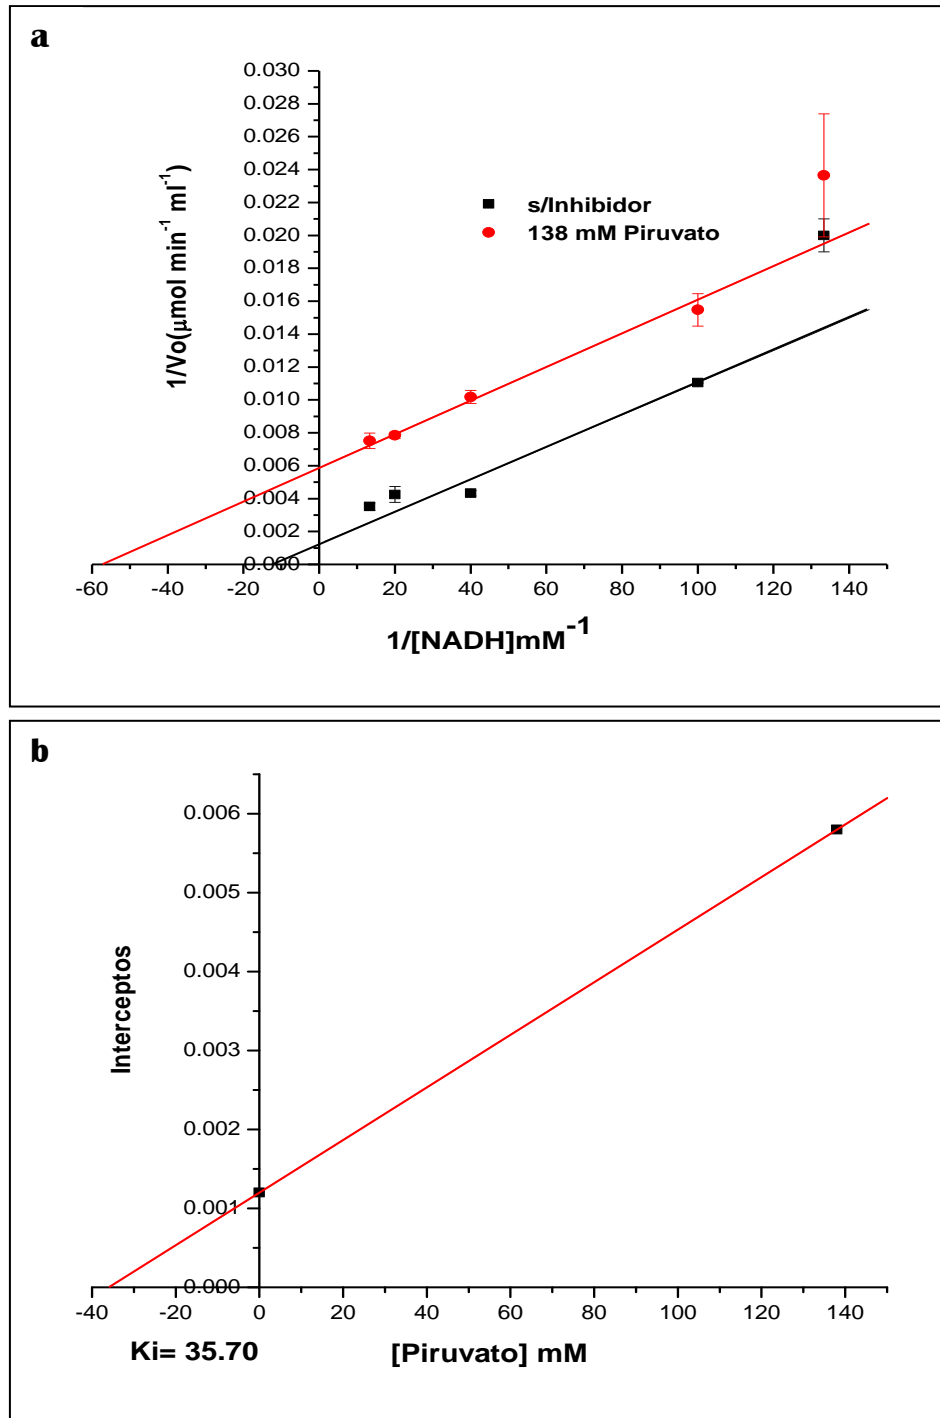 a
0.030
0.028
0.026
0.024
0.022
0.020
0.018
0.016
0.014
0.012
0.010
0.008
0.006
0.004
0.002
0.000
1/Vo(μmol min-1 ml-1)
s/Inhibidor
138 mM Piruvato
-60 -40 -20 0 20 40 60 80 100 120 140
1/[NADH]mM-1
b
0.006
0.005
0.004
0.003
0.002
0.001
0.000
Interceptos
-40 -20 0 20 40 60 80 100 120 140
Ki= 35.70 [Piruvato] mM